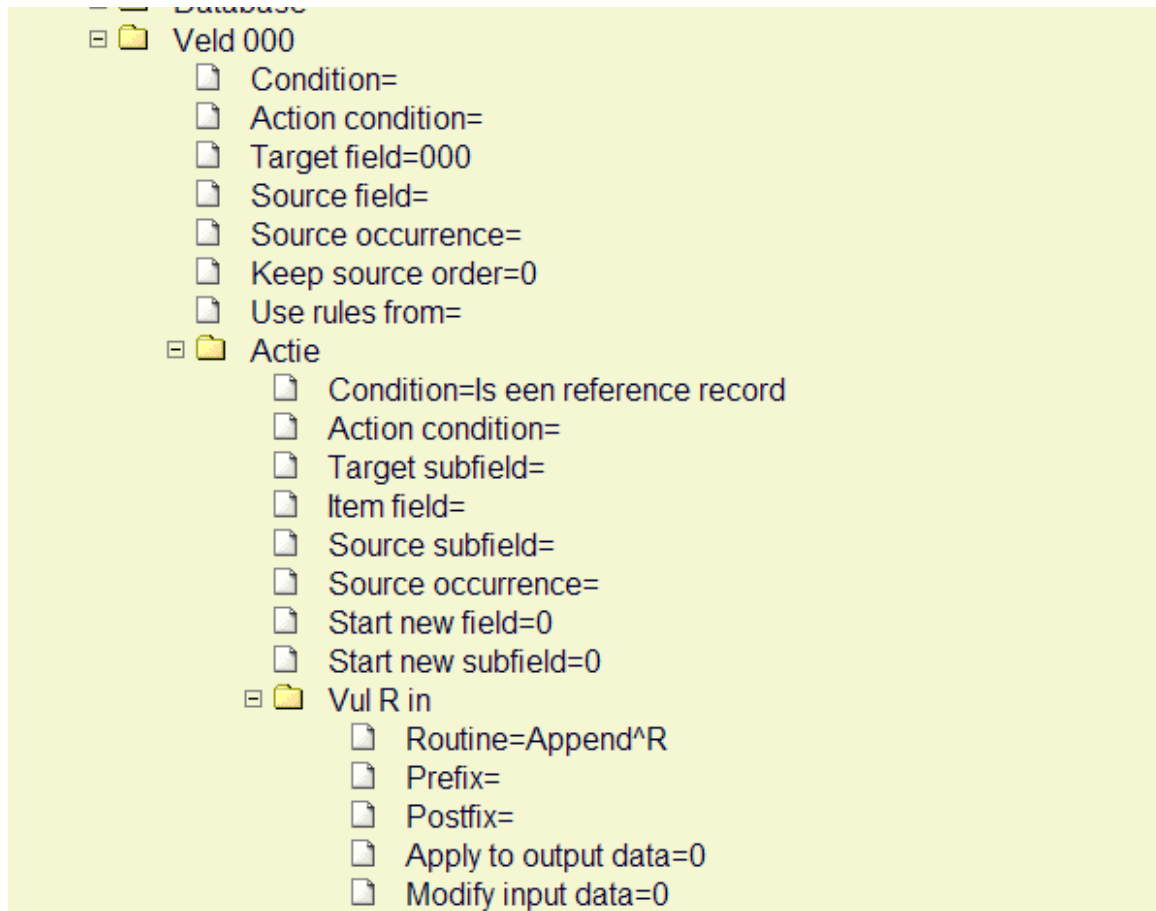 Database
Veld 000
Condition=
Action condition=
Target field=000
Source field=
Source occurrence=
Keep source order=0
Use rules from=
Actie
Condition=Is een reference record
Action condition=
Target subfield=
Item field=
Source subfield=
Source occurrence=
Start new field=0
Start new subfield=0
Vul R in
Routine=Append^R
Prefix=
Postfix=
Apply to output data=0
Modify input data=0